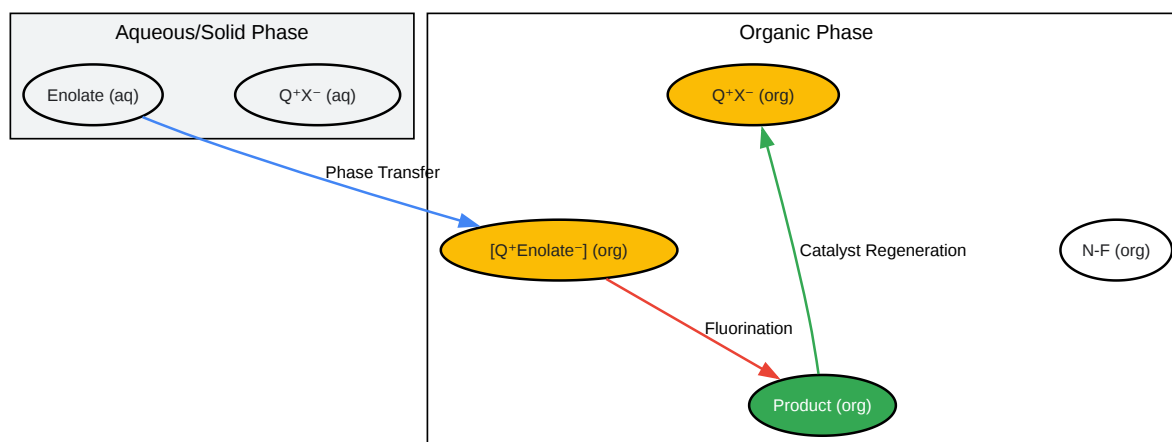 Aqueous/Solid Phase
Organic Phase
Enolate (aq)
Q⁺X⁻ (aq)
Q⁺X⁻ (org)
Phase Transfer
[Q⁺Enolate⁻] (org)
Catalyst Regeneration
N-F (org)
Fluorination
Product (org)